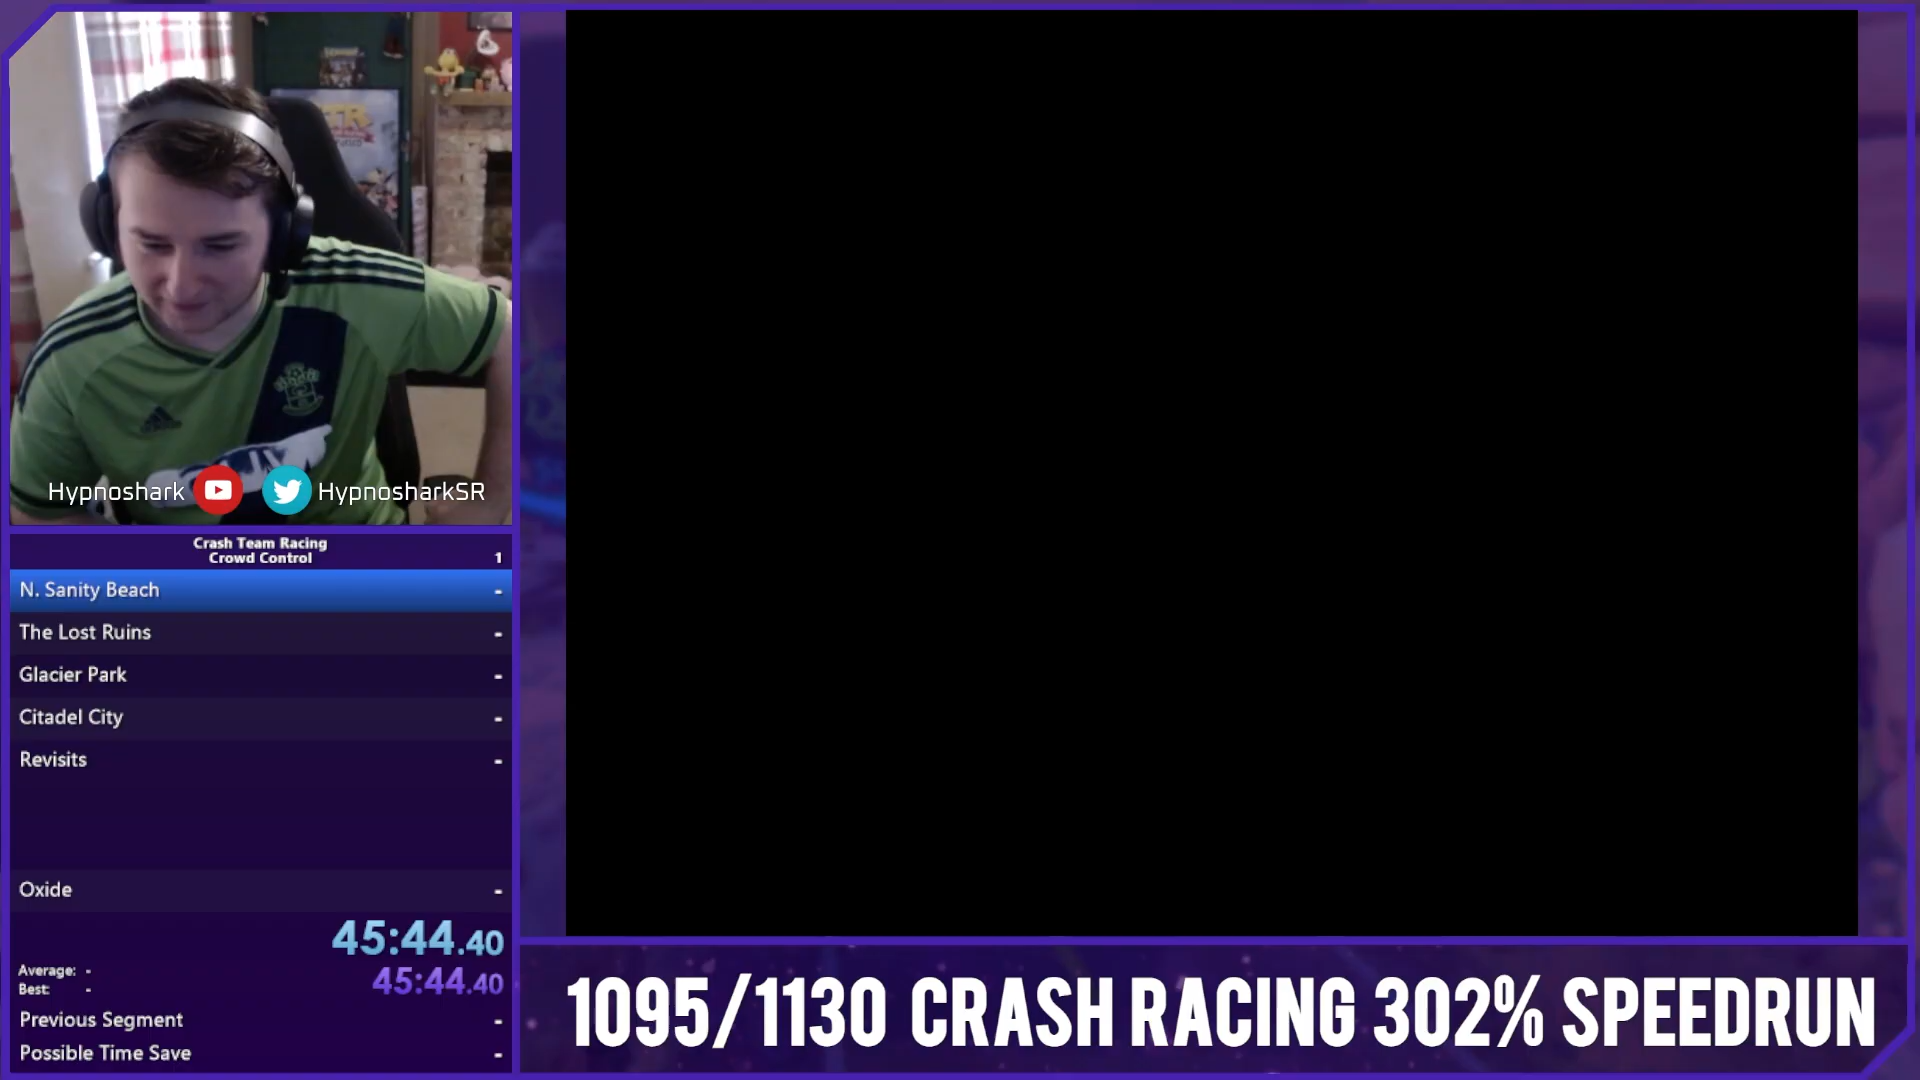 Hypnoshark
HypnosharkSR
Crash Team Racing
Crowd Control
1
N. Sanity Beach -
The Lost Ruins -
Glacier Park -
Citadel City -
Revisits -
Oxide -
45:44.40
Average: -
Best: -
45:44.40
Previous Segment -
Possible Time Save -
1095/1130 CRASH RACING 302% SPEEDRUN